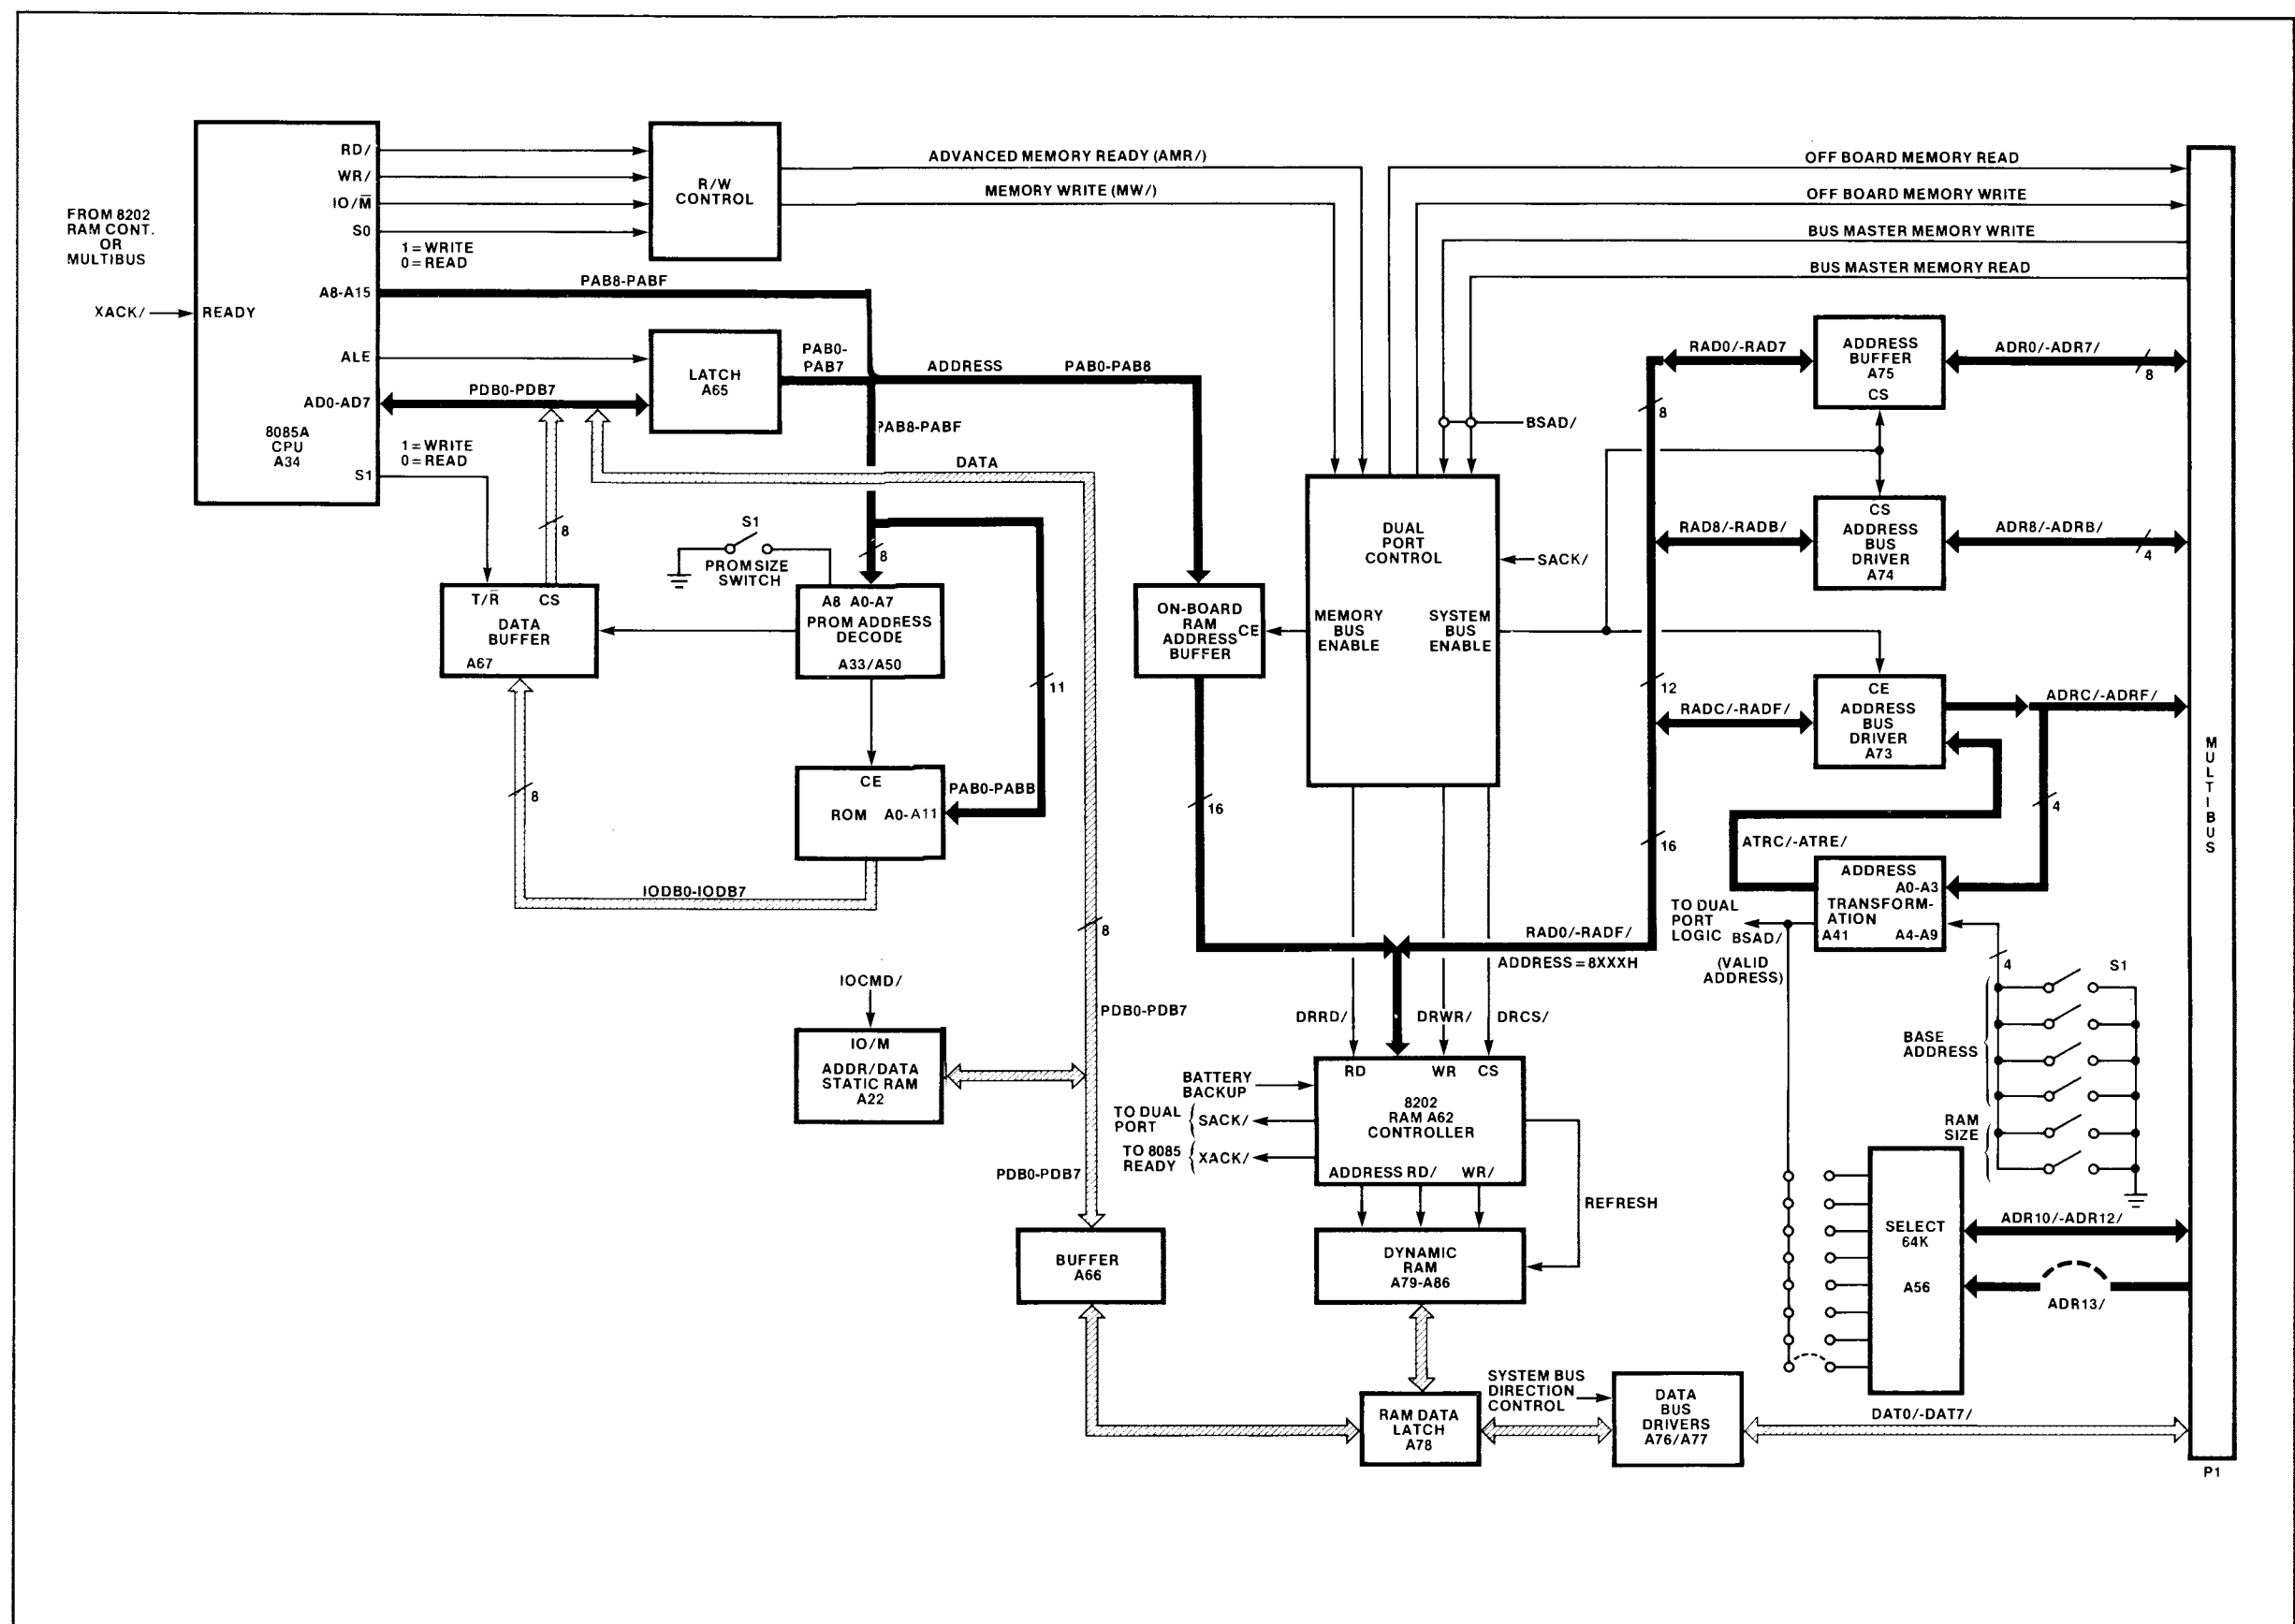 RD/
WR/
IO/M̅
S0
1 = WRITE
0 = READ
FROM 8202
RAM CONT.
OR
MULTIBUS
XACK/
READY
A8-A15
ALE
AD0-AD7
8085A
CPU
A34
S1
1 = WRITE
0 = READ
R/W
CONTROL
ADVANCED MEMORY READY (AMR/)
MEMORY WRITE (MW/)
PAB8-PABF
LATCH
A65
PAB0-
PAB7
ADDRESS
PAB0-PAB8
PDB0-PDB7
PAB8-PABF
DATA
8
S1
PROM SIZE
SWITCH
8
T/R̅
CS
DATA
BUFFER
A67
A8 A0-A7
PROM ADDRESS
DECODE
A33/A50
11
CE
ROM
A0-A11
PAB0-PABB
8
IODB0-IODB7
8
IOCMD/
IO/M
ADDR/DATA
STATIC RAM
A22
PDB0-PDB7
PDB0-PDB7
BUFFER
A66
ON-BOARD
RAM
ADDRESS
BUFFER
CE
16
DUAL
PORT
CONTROL
MEMORY
BUS
ENABLE
SYSTEM
BUS
ENABLE
SACK/
BSAD/
OFF BOARD MEMORY READ
OFF BOARD MEMORY WRITE
BUS MASTER MEMORY WRITE
BUS MASTER MEMORY READ
RAD0/-RAD7
8
ADDRESS
BUFFER
A75
CS
ADR0/-ADR7/
8
RAD8/-RADB/
CS
ADDRESS
BUS
DRIVER
A74
ADR8/-ADRB/
4
12
RADC/-RADF/
CE
ADDRESS
BUS
DRIVER
A73
ADRC/-ADRF/
4
16
ATRC/-ATRE/
ADDRESS
A0-A3
TRANSFORM-
ATION
A41
A4-A9
TO DUAL
PORT
LOGIC
BSAD/
(VALID
ADDRESS)
4
S1
BASE
ADDRESS
RAM
SIZE
RAD0/-RADF/
ADDRESS = 8XXXH
DRRD/
DRWR/
DRCS/
RD
WR
CS
8202
RAM A62
CONTROLLER
ADDRESS RD/
WR/
BATTERY
BACKUP
TO DUAL
PORT
SACK/
TO 8085
READY
XACK/
REFRESH
DYNAMIC
RAM
A79-A86
SELECT
64K
A56
ADR10/-ADR12/
ADR13/
RAM DATA
LATCH
A78
SYSTEM BUS
DIRECTION
CONTROL
DATA
BUS
DRIVERS
A76/A77
DAT0/-DAT7/
MULTIBUS
P1